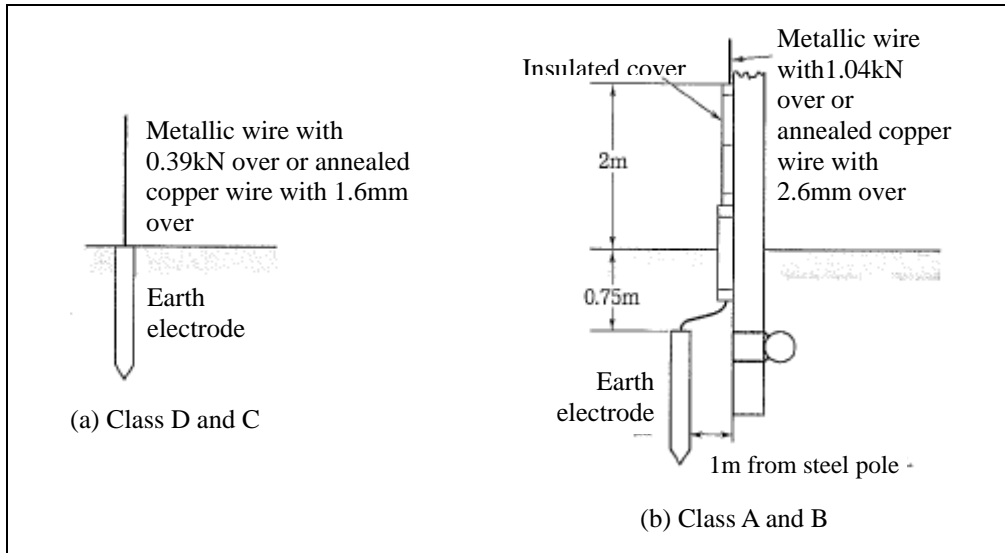 Metallic wire with
0.39kN over or annealed
copper wire with 1.6mm
over
Earth
electrode
(a) Class D and C
Insulated cover
Metallic wire
with1.04kN
over or
annealed copper
wire with
2.6mm over
2m
0.75m
Earth
electrode
1m from steel pole
(b) Class A and B